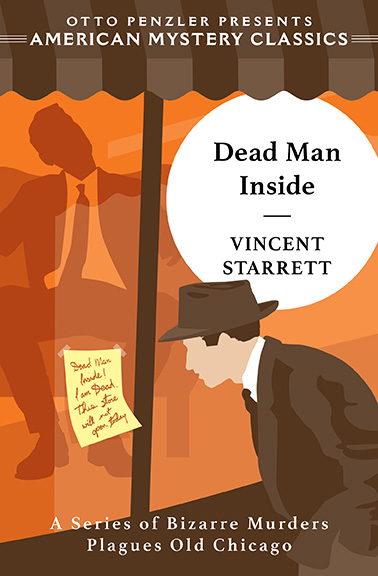 OTTO PENZLER PRESENTS
AMERICAN MYSTERY CLASSICS
Dead Man
Inside
VINCENT
STARRETT
Dead Man
Inside!
I am Dead.
This store
will not
open today
A Series of Bizarre Murders
Plagues Old Chicago